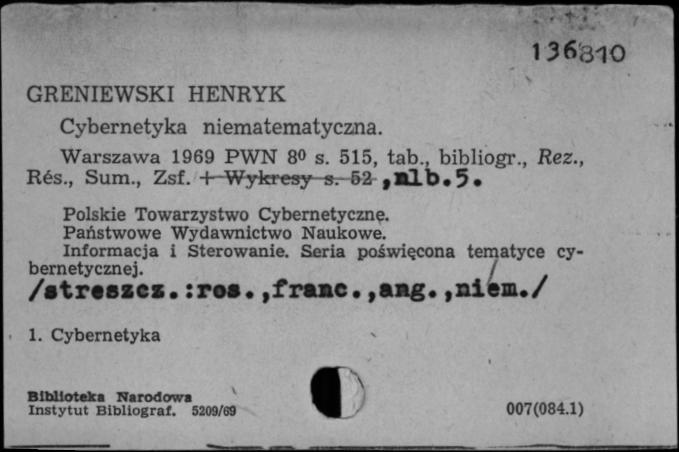 136810
GRENIEWSKI HENRYK
Cybernetyka niematematyczna.
Warszawa 1969 PWN 8⁰ s. 515, tab., bibliogr., Rez.,
Rés., Sum., Zsf. + Wykresy s. 52 ,nlb.5.
Polskie Towarzystwo Cybernetycznę.
Państwowe Wydawnictwo Naukowe.
Informacja i Sterowanie. Seria poświęcona tematyce cy-
bernetycznej.
/streszcz.:ros.,franc.,ang.,niem./
1. Cybernetyka
Biblioteka Narodowa
Instytut Bibliograf. 5209/69
007(084.1)